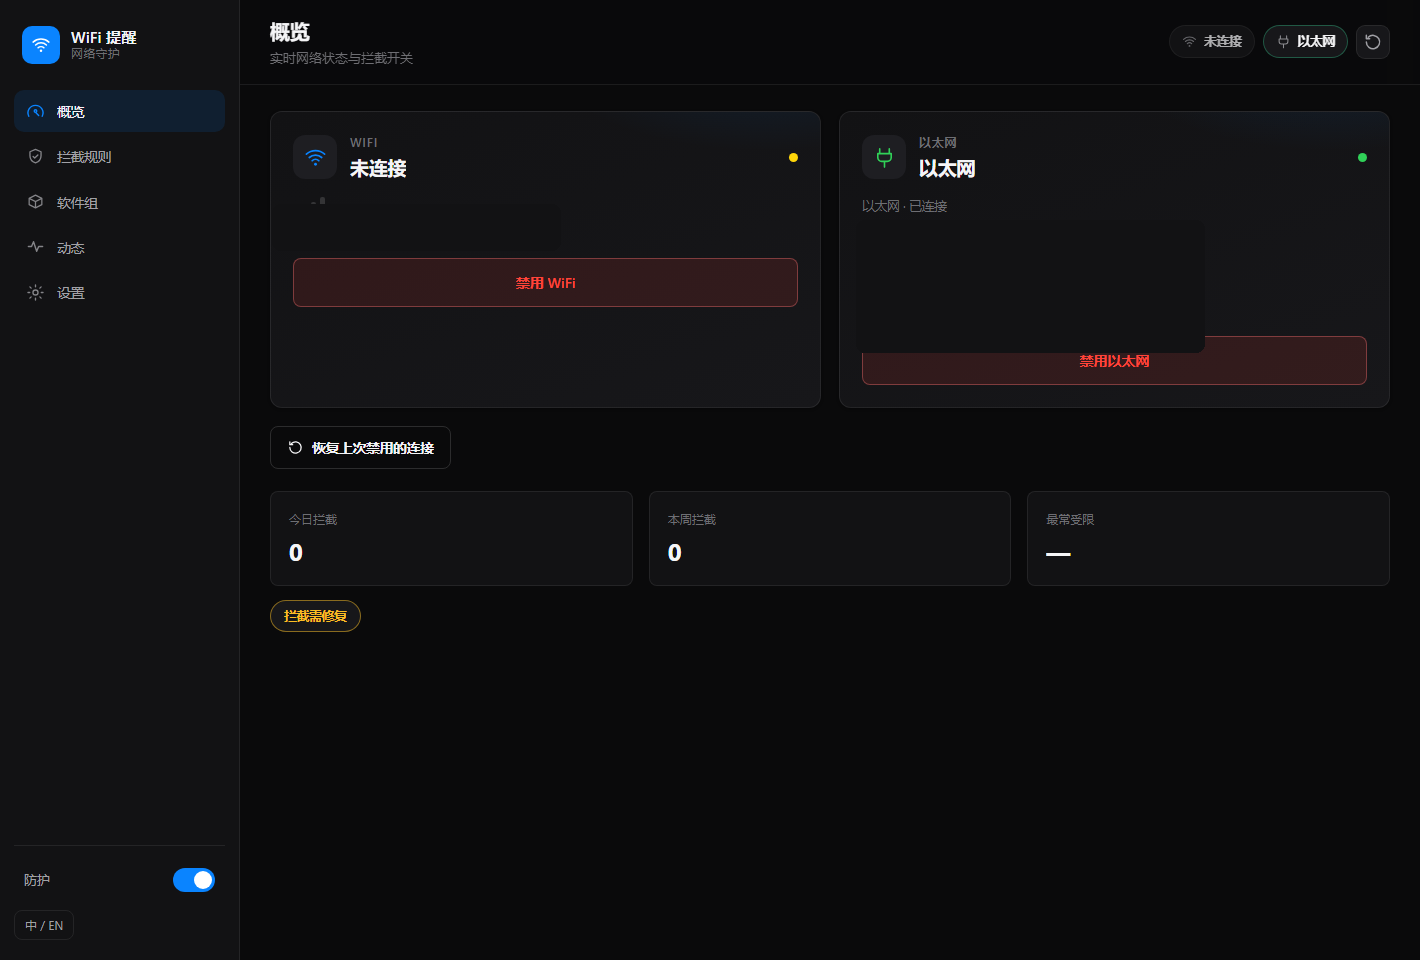 WiFi 提醒
网络守护
概览
拦截规则
软件组
动态
设置
防护
中 / EN
概览
实时网络状态与拦截开关
未连接
以太网
WIFI
未连接
禁用 WiFi
以太网
以太网
以太网 · 已连接
禁用以太网
恢复上次禁用的连接
今日拦截
0
本周拦截
0
最常受限
—
拦截需修复